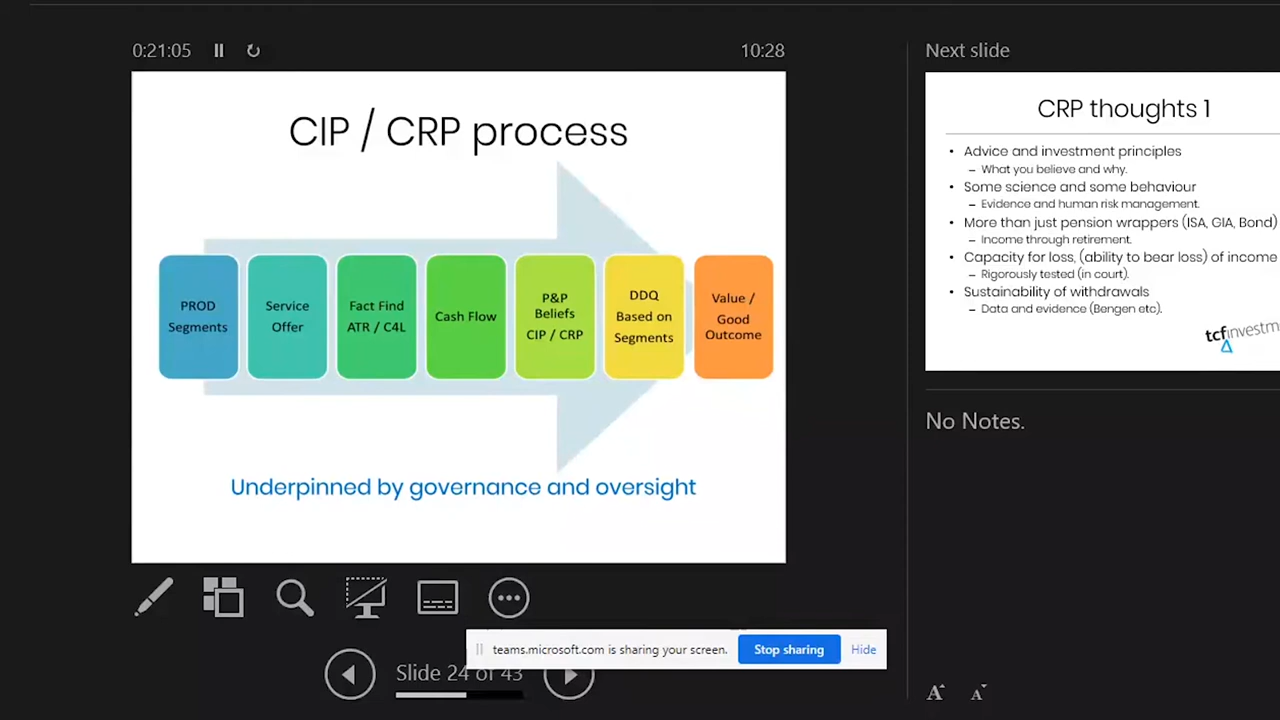 0:21:05
10:28
CIP / CRP process
PROD
Segments
Service
Offer
Fact Find
ATR / C4L
Cash Flow
P&P
Beliefs
CIP / CRP
DDQ
Based on
Segments
Value /
Good
Outcome
Underpinned by governance and oversight
teams.microsoft.com is sharing your screen.
Stop sharing
Hide
Slide 24 of 43
Next slide
CRP thoughts 1
• Advice and investment principles
– What you believe and why.
• Some science and some behaviour
– Evidence and human risk management.
• More than just pension wrappers (ISA, GIA, Bond)
– Income through retirement.
• Capacity for loss, (ability to bear loss) of income
– Rigorously tested (in court).
• Sustainability of withdrawals
– Data and evidence (Bengen etc).
tcfinvestm
No Notes.
A A